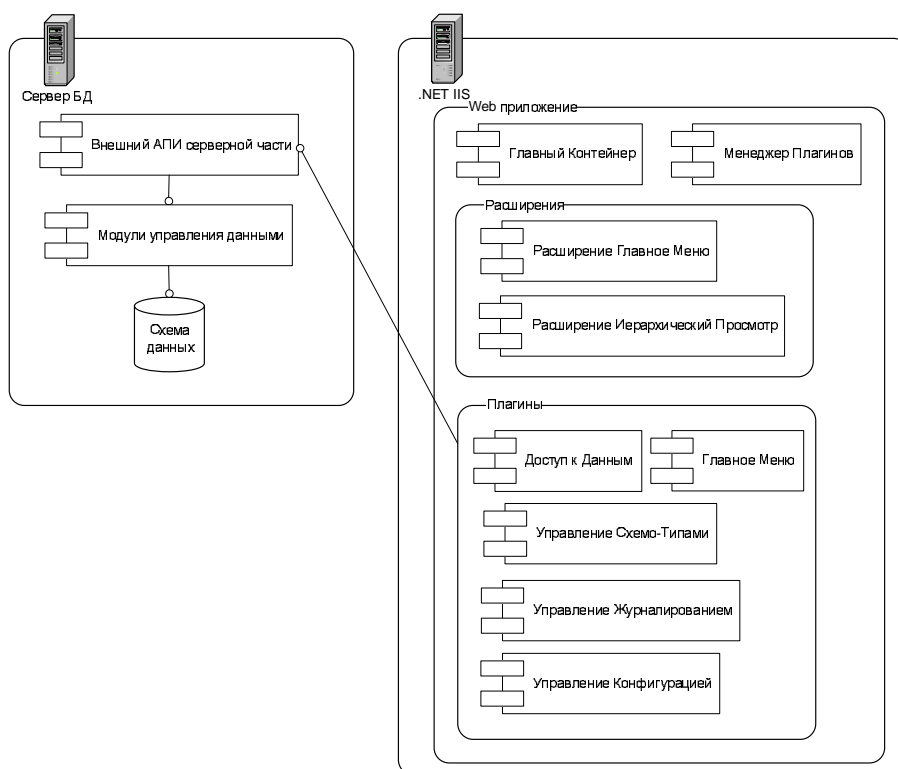 Сервер БД
Внешний АПИ серверной части
Модули управления данными
Схема
данных
.NET IIS
Web приложение
Главный Контейнер
Менеджер Плагинов
Расширения
Расширение Главное Меню
Расширение Иерархический Просмотр
Плагины
Доступ к Данным
Главное Меню
Управление Схемо-Типами
Управление Журналированием
Управление Конфигурацией